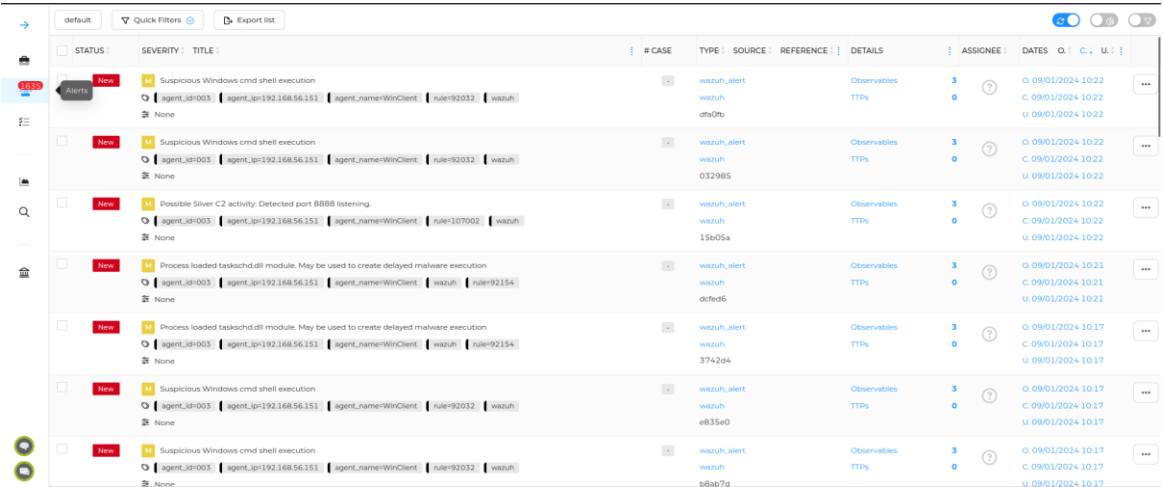 default Quick Filters Export list
STATUS SEVERITY TITLE # CASE TYPE SOURCE REFERENCE DETAILS ASSIGNEE DATES O. C. U.
1635
Alerts
New M Suspicious Windows cmd shell execution - wazuh_alert Observables 3 O. 09/01/2024 10:22
agent_id=003 agent_ip=192.168.56.151 agent_name=WinClient rule=92032 wazuh wazuh TTPs 0 C. 09/01/2024 10:22
None dfa0fb U. 09/01/2024 10:22
New M Suspicious Windows cmd shell execution - wazuh_alert Observables 3 O. 09/01/2024 10:22
agent_id=003 agent_ip=192.168.56.151 agent_name=WinClient rule=92032 wazuh wazuh TTPs 0 C. 09/01/2024 10:22
None 032985 U. 09/01/2024 10:22
New M Possible Sliver C2 activity: Detected port 8888 listening. - wazuh_alert Observables 3 O. 09/01/2024 10:22
agent_id=003 agent_ip=192.168.56.151 agent_name=WinClient rule=107002 wazuh wazuh TTPs 0 C. 09/01/2024 10:22
None 15b05a U. 09/01/2024 10:22
New M Process loaded taskschd.dll module. May be used to create delayed malware execution - wazuh_alert Observables 3 O. 09/01/2024 10:21
agent_id=003 agent_ip=192.168.56.151 agent_name=WinClient wazuh rule=92154 wazuh TTPs 0 C. 09/01/2024 10:21
None dcfed6 U. 09/01/2024 10:21
New M Process loaded taskschd.dll module. May be used to create delayed malware execution - wazuh_alert Observables 3 O. 09/01/2024 10:17
agent_id=003 agent_ip=192.168.56.151 agent_name=WinClient wazuh rule=92154 wazuh TTPs 0 C. 09/01/2024 10:17
None 3742d4 U. 09/01/2024 10:17
New M Suspicious Windows cmd shell execution - wazuh_alert Observables 3 O. 09/01/2024 10:17
agent_id=003 agent_ip=192.168.56.151 agent_name=WinClient rule=92032 wazuh wazuh TTPs 0 C. 09/01/2024 10:17
None e835e0 U. 09/01/2024 10:17
New M Suspicious Windows cmd shell execution - wazuh_alert Observables 3 O. 09/01/2024 10:17
agent_id=003 agent_ip=192.168.56.151 agent_name=WinClient rule=92032 wazuh wazuh TTPs 0 C. 09/01/2024 10:17
None b8ab7d U. 09/01/2024 10:17